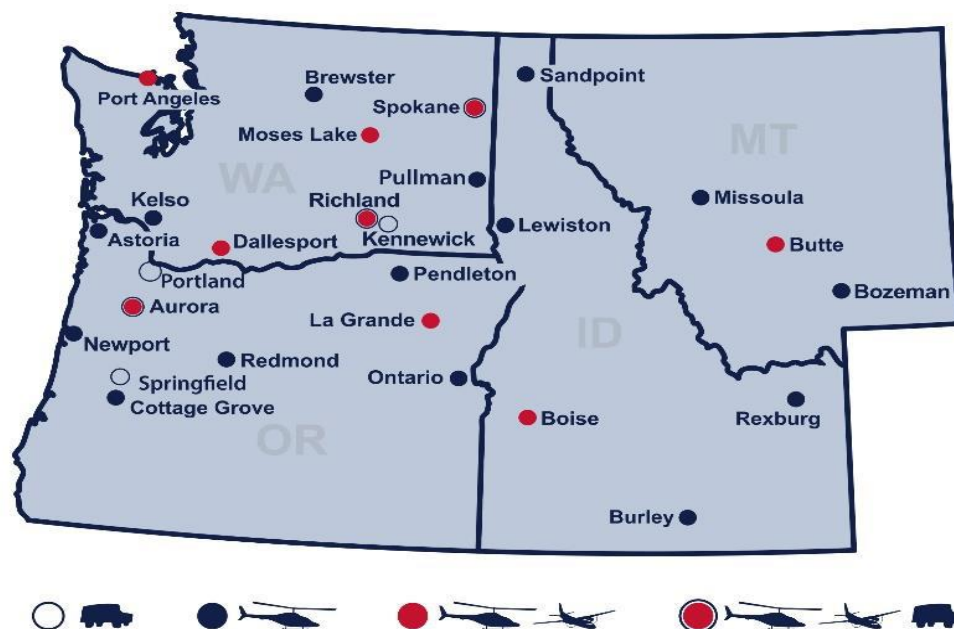 Sandpoint
Brewster
Port Angeles
Spokane
Moses Lake
MT
WA
Pullman
Kelso
Richland
Missoula
Astoria
Dallesport
Kennewick
Lewiston
Butte
Portland
Pendleton
Bozeman
Aurora
La Grande
ID
Newport
Redmond
Springfield
Ontario
Cottage Grove
Boise
Rexburg
OR
Burley